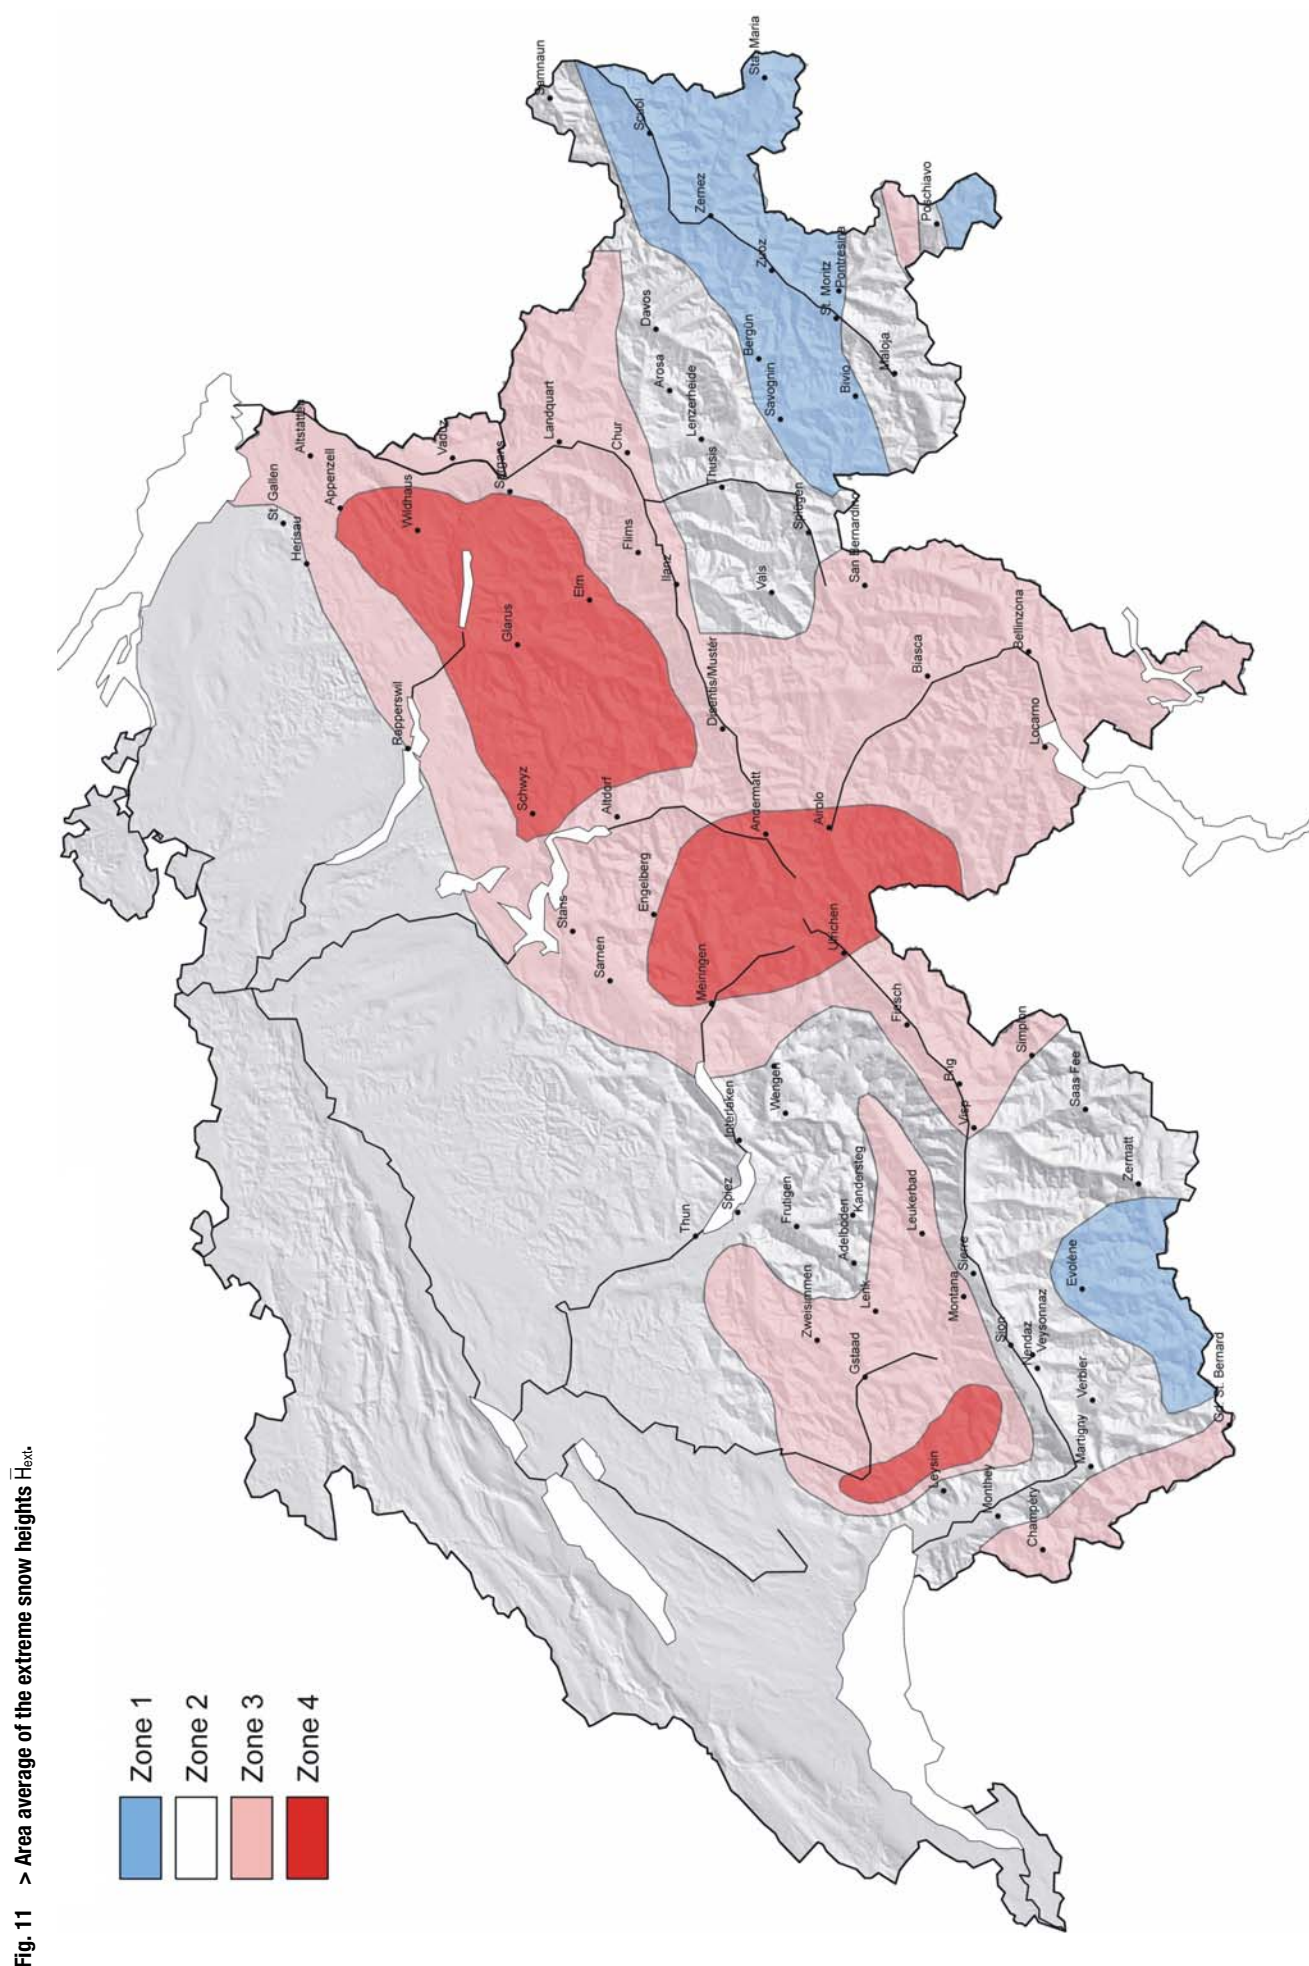 Fig. 11 > Area average of the extreme snow heights H̅ext.
Zone 1
Zone 2
Zone 3
Zone 4
St. Gallen
Herisau
Altstätten
Appenzell
Wildhaus
Vaduz
Sargans
Landquart
Chur
Rapperswil
Glarus
Elm
Flims
Ilanz
Schwyz
Altdorf
Disentis/Mustér
Andermatt
Airolo
Engelberg
Stans
Sarnen
Meiringen
Ulrichen
Fiesch
Brig
Visp
Simplon
Saas Fee
Zermatt
Samnaun
Scuol
Sta. Maria
Zernez
Zuoz
St. Moritz
Pontresina
Poschiavo
Davos
Arosa
Lenzerheide
Bergün
Savognin
Bivio
Maloja
Thusis
Splügen
Vals
San Bernardino
Biasca
Bellinzona
Locarno
Thun
Spiez
Interlaken
Wengen
Frutigen
Adelboden
Kandersteg
Leukerbad
Zweisimmen
Lenk
Gstaad
Montana
Sierre
Sion
Nendaz
Veysonnaz
Evolène
Verbier
Martigny
Gd. St. Bernard
Leysin
Monthey
Champéry